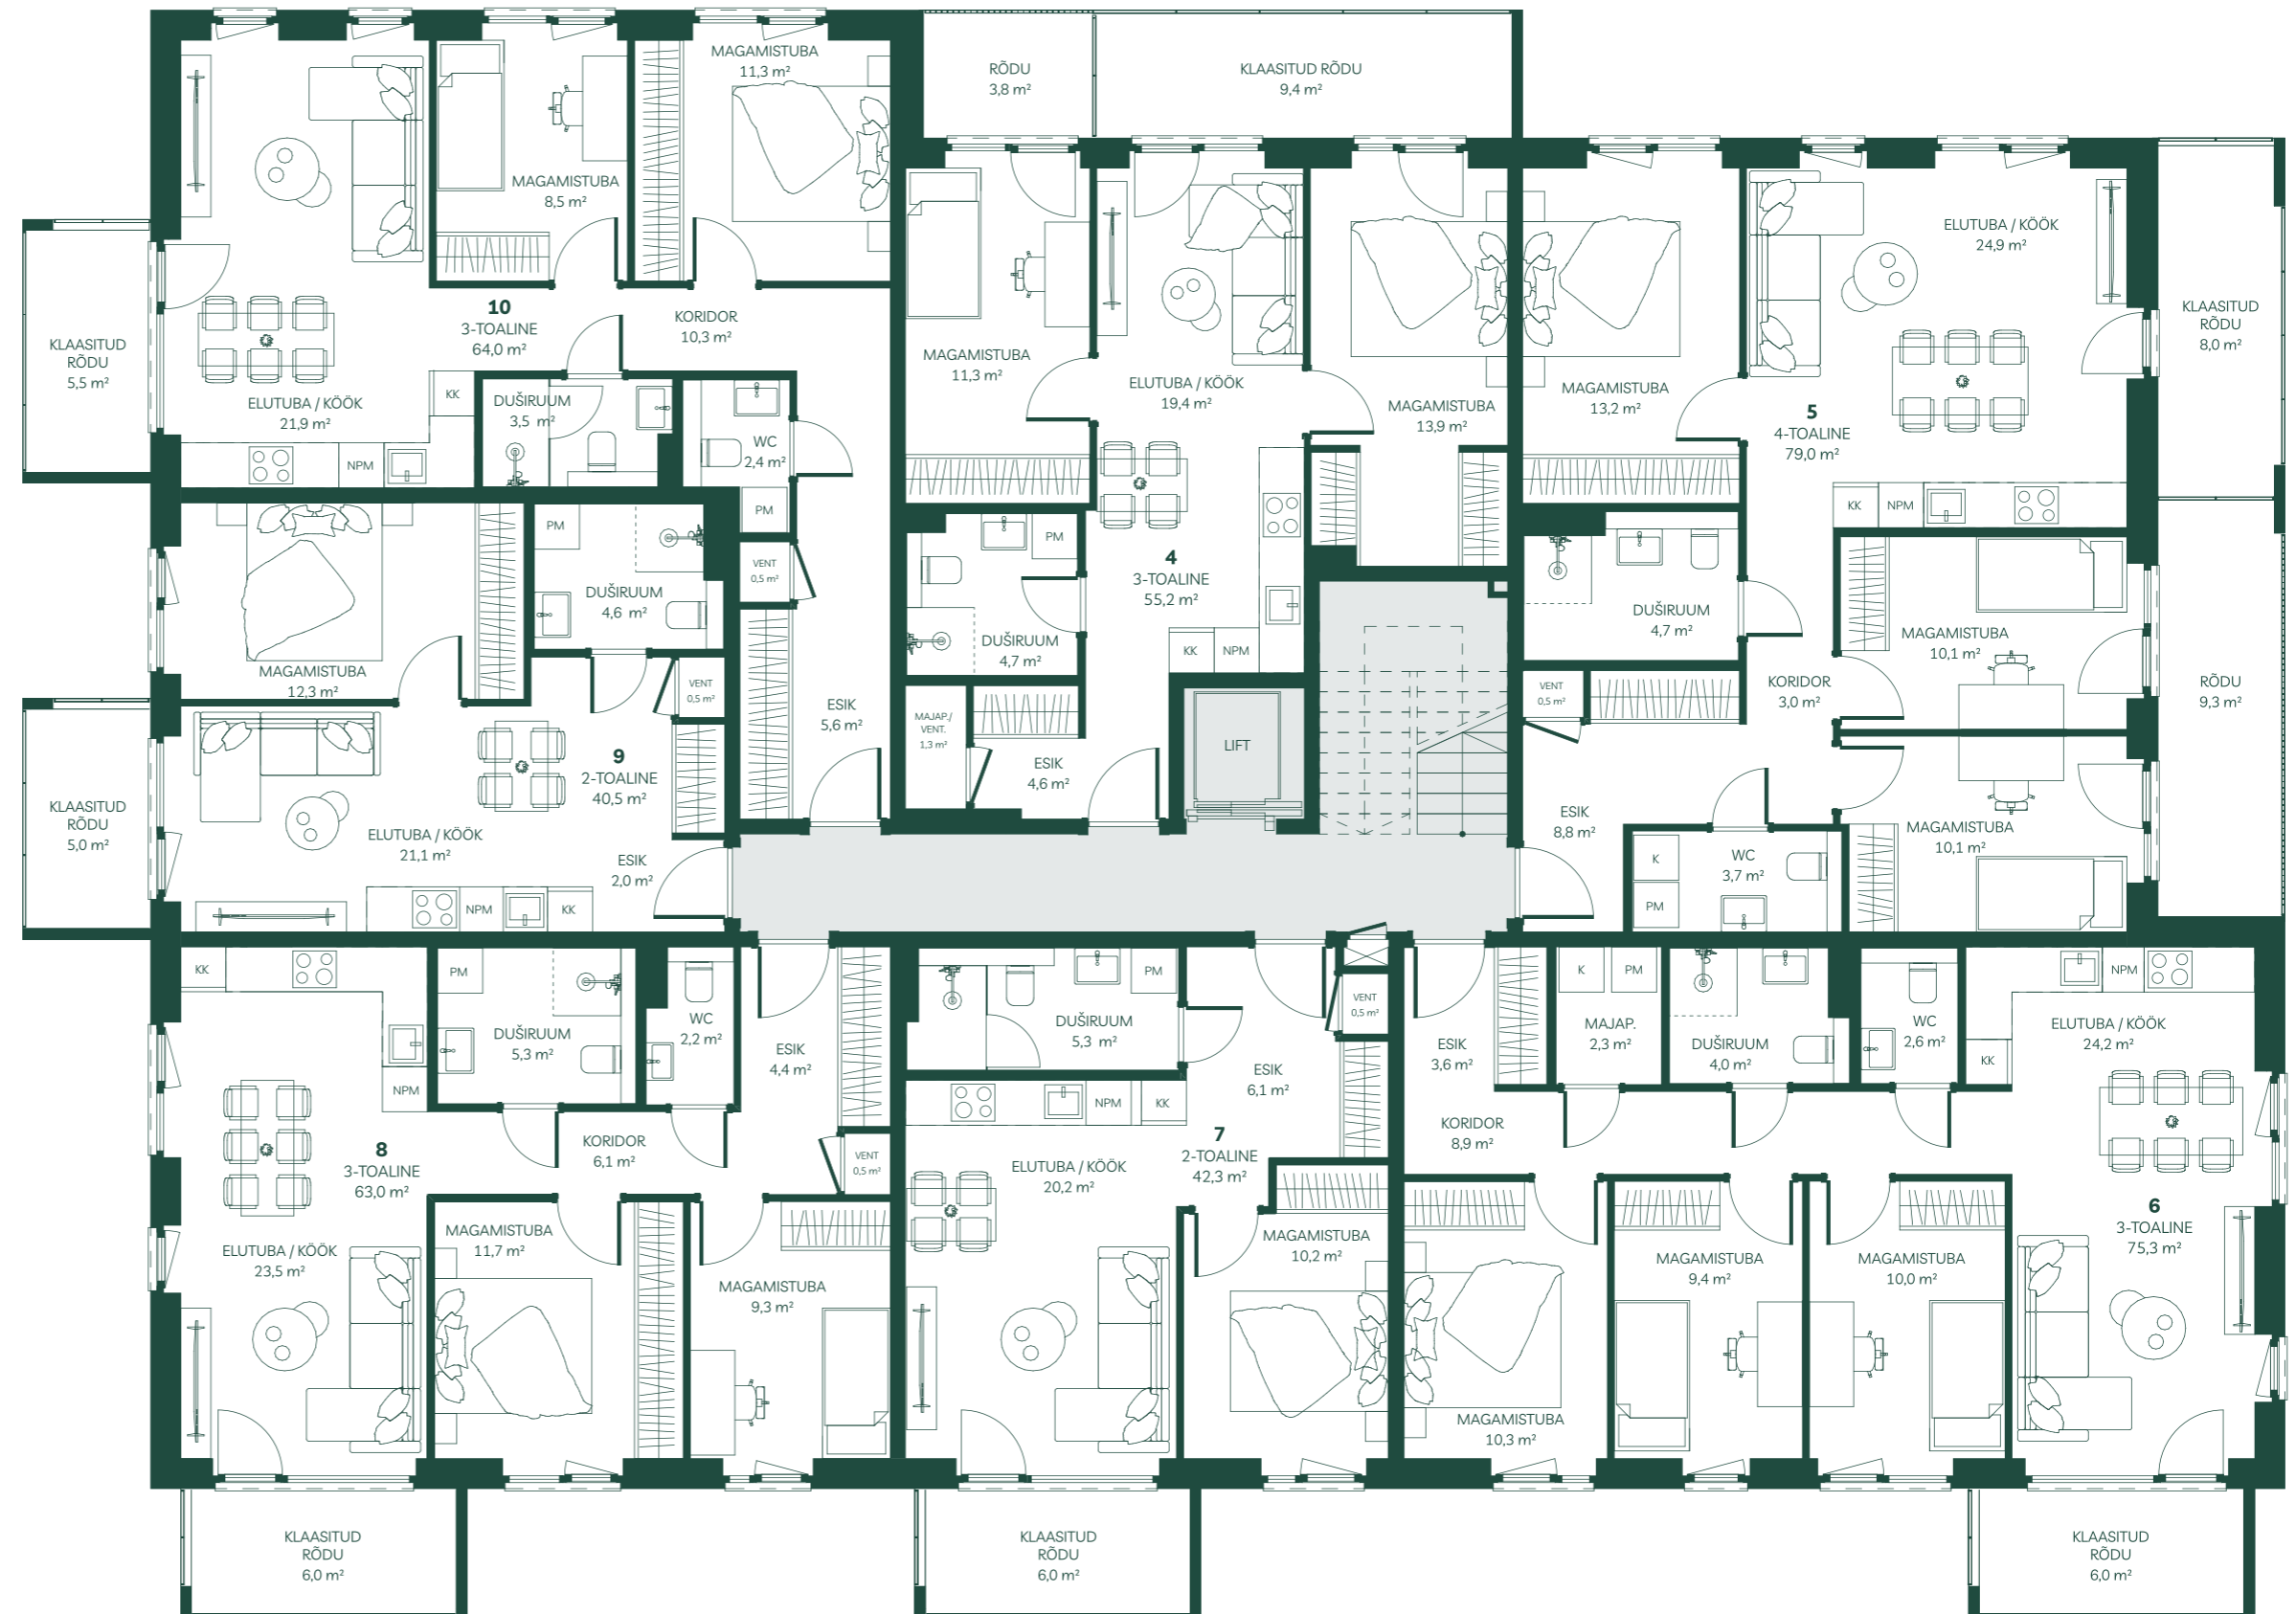 MAGAMISTUBA
11,3 m²
RÕDU
3,8 m²
KLAASITUD RÕDU
9,4 m²
MAGAMISTUBA
8,5 m²
10
3-TOALINE
64,0 m²
KORIDOR
10,3 m²
KLAASITUD
RÕDU
5,5 m²
ELUTUBA / KÖÖK
21,9 m²
KK
NPM
DUŠIRUUM
3,5 m²
WC
2,4 m²
PM
VENT
0,5 m²
ESIK
5,6 m²
MAGAMISTUBA
11,3 m²
ELUTUBA / KÖÖK
19,4 m²
MAGAMISTUBA
13,9 m²
4
3-TOALINE
55,2 m²
PM
DUŠIRUUM
4,7 m²
KK
NPM
MAJAP./
VENT.
1,3 m²
ESIK
4,6 m²
LIFT
MAGAMISTUBA
13,2 m²
ELUTUBA / KÖÖK
24,9 m²
5
4-TOALINE
79,0 m²
KK
NPM
KLAASITUD
RÕDU
8,0 m²
DUŠIRUUM
4,7 m²
MAGAMISTUBA
10,1 m²
KORIDOR
3,0 m²
VENT
0,5 m²
RÕDU
9,3 m²
ESIK
8,8 m²
MAGAMISTUBA
10,1 m²
WC
3,7 m²
K
PM
MAGAMISTUBA
12,3 m²
PM
DUŠIRUUM
4,6 m²
VENT
0,5 m²
9
2-TOALINE
40,5 m²
KLAASITUD
RÕDU
5,0 m²
ELUTUBA / KÖÖK
21,1 m²
ESIK
2,0 m²
NPM
KK
KK
PM
DUŠIRUUM
5,3 m²
WC
2,2 m²
ESIK
4,4 m²
NPM
8
3-TOALINE
63,0 m²
KORIDOR
6,1 m²
VENT
0,5 m²
ELUTUBA / KÖÖK
23,5 m²
MAGAMISTUBA
11,7 m²
MAGAMISTUBA
9,3 m²
KLAASITUD
RÕDU
6,0 m²
PM
DUŠIRUUM
5,3 m²
VENT
0,5 m²
ESIK
6,1 m²
NPM
KK
7
2-TOALINE
42,3 m²
ELUTUBA / KÖÖK
20,2 m²
MAGAMISTUBA
10,2 m²
KLAASITUD
RÕDU
6,0 m²
K
PM
MAJAP.
2,3 m²
DUŠIRUUM
4,0 m²
WC
2,6 m²
NPM
ELUTUBA / KÖÖK
24,2 m²
KK
ESIK
3,6 m²
KORIDOR
8,9 m²
6
3-TOALINE
75,3 m²
MAGAMISTUBA
9,4 m²
MAGAMISTUBA
10,0 m²
MAGAMISTUBA
10,3 m²
KLAASITUD
RÕDU
6,0 m²